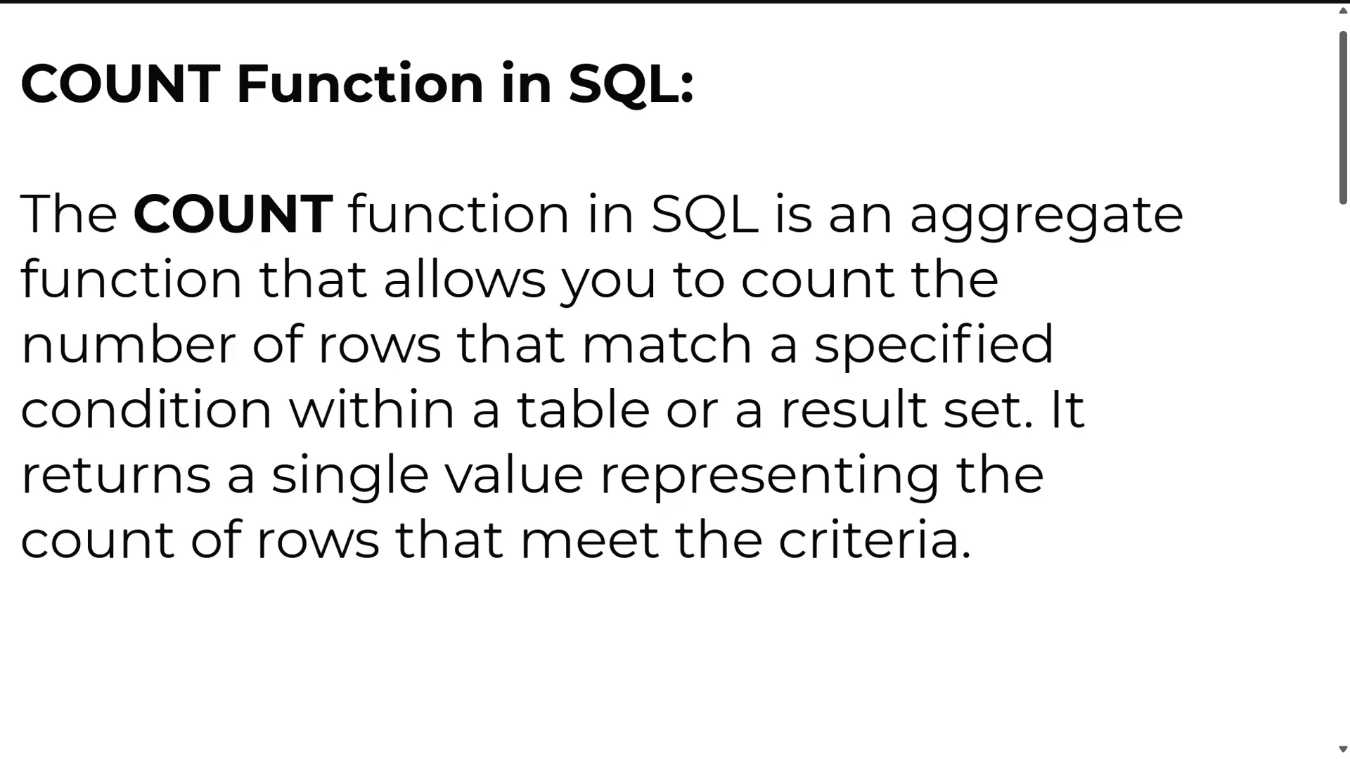 COUNT Function in SQL:
The COUNT function in SQL is an aggregate
function that allows you to count the
number of rows that match a specified
condition within a table or a result set. It
returns a single value representing the
count of rows that meet the criteria.